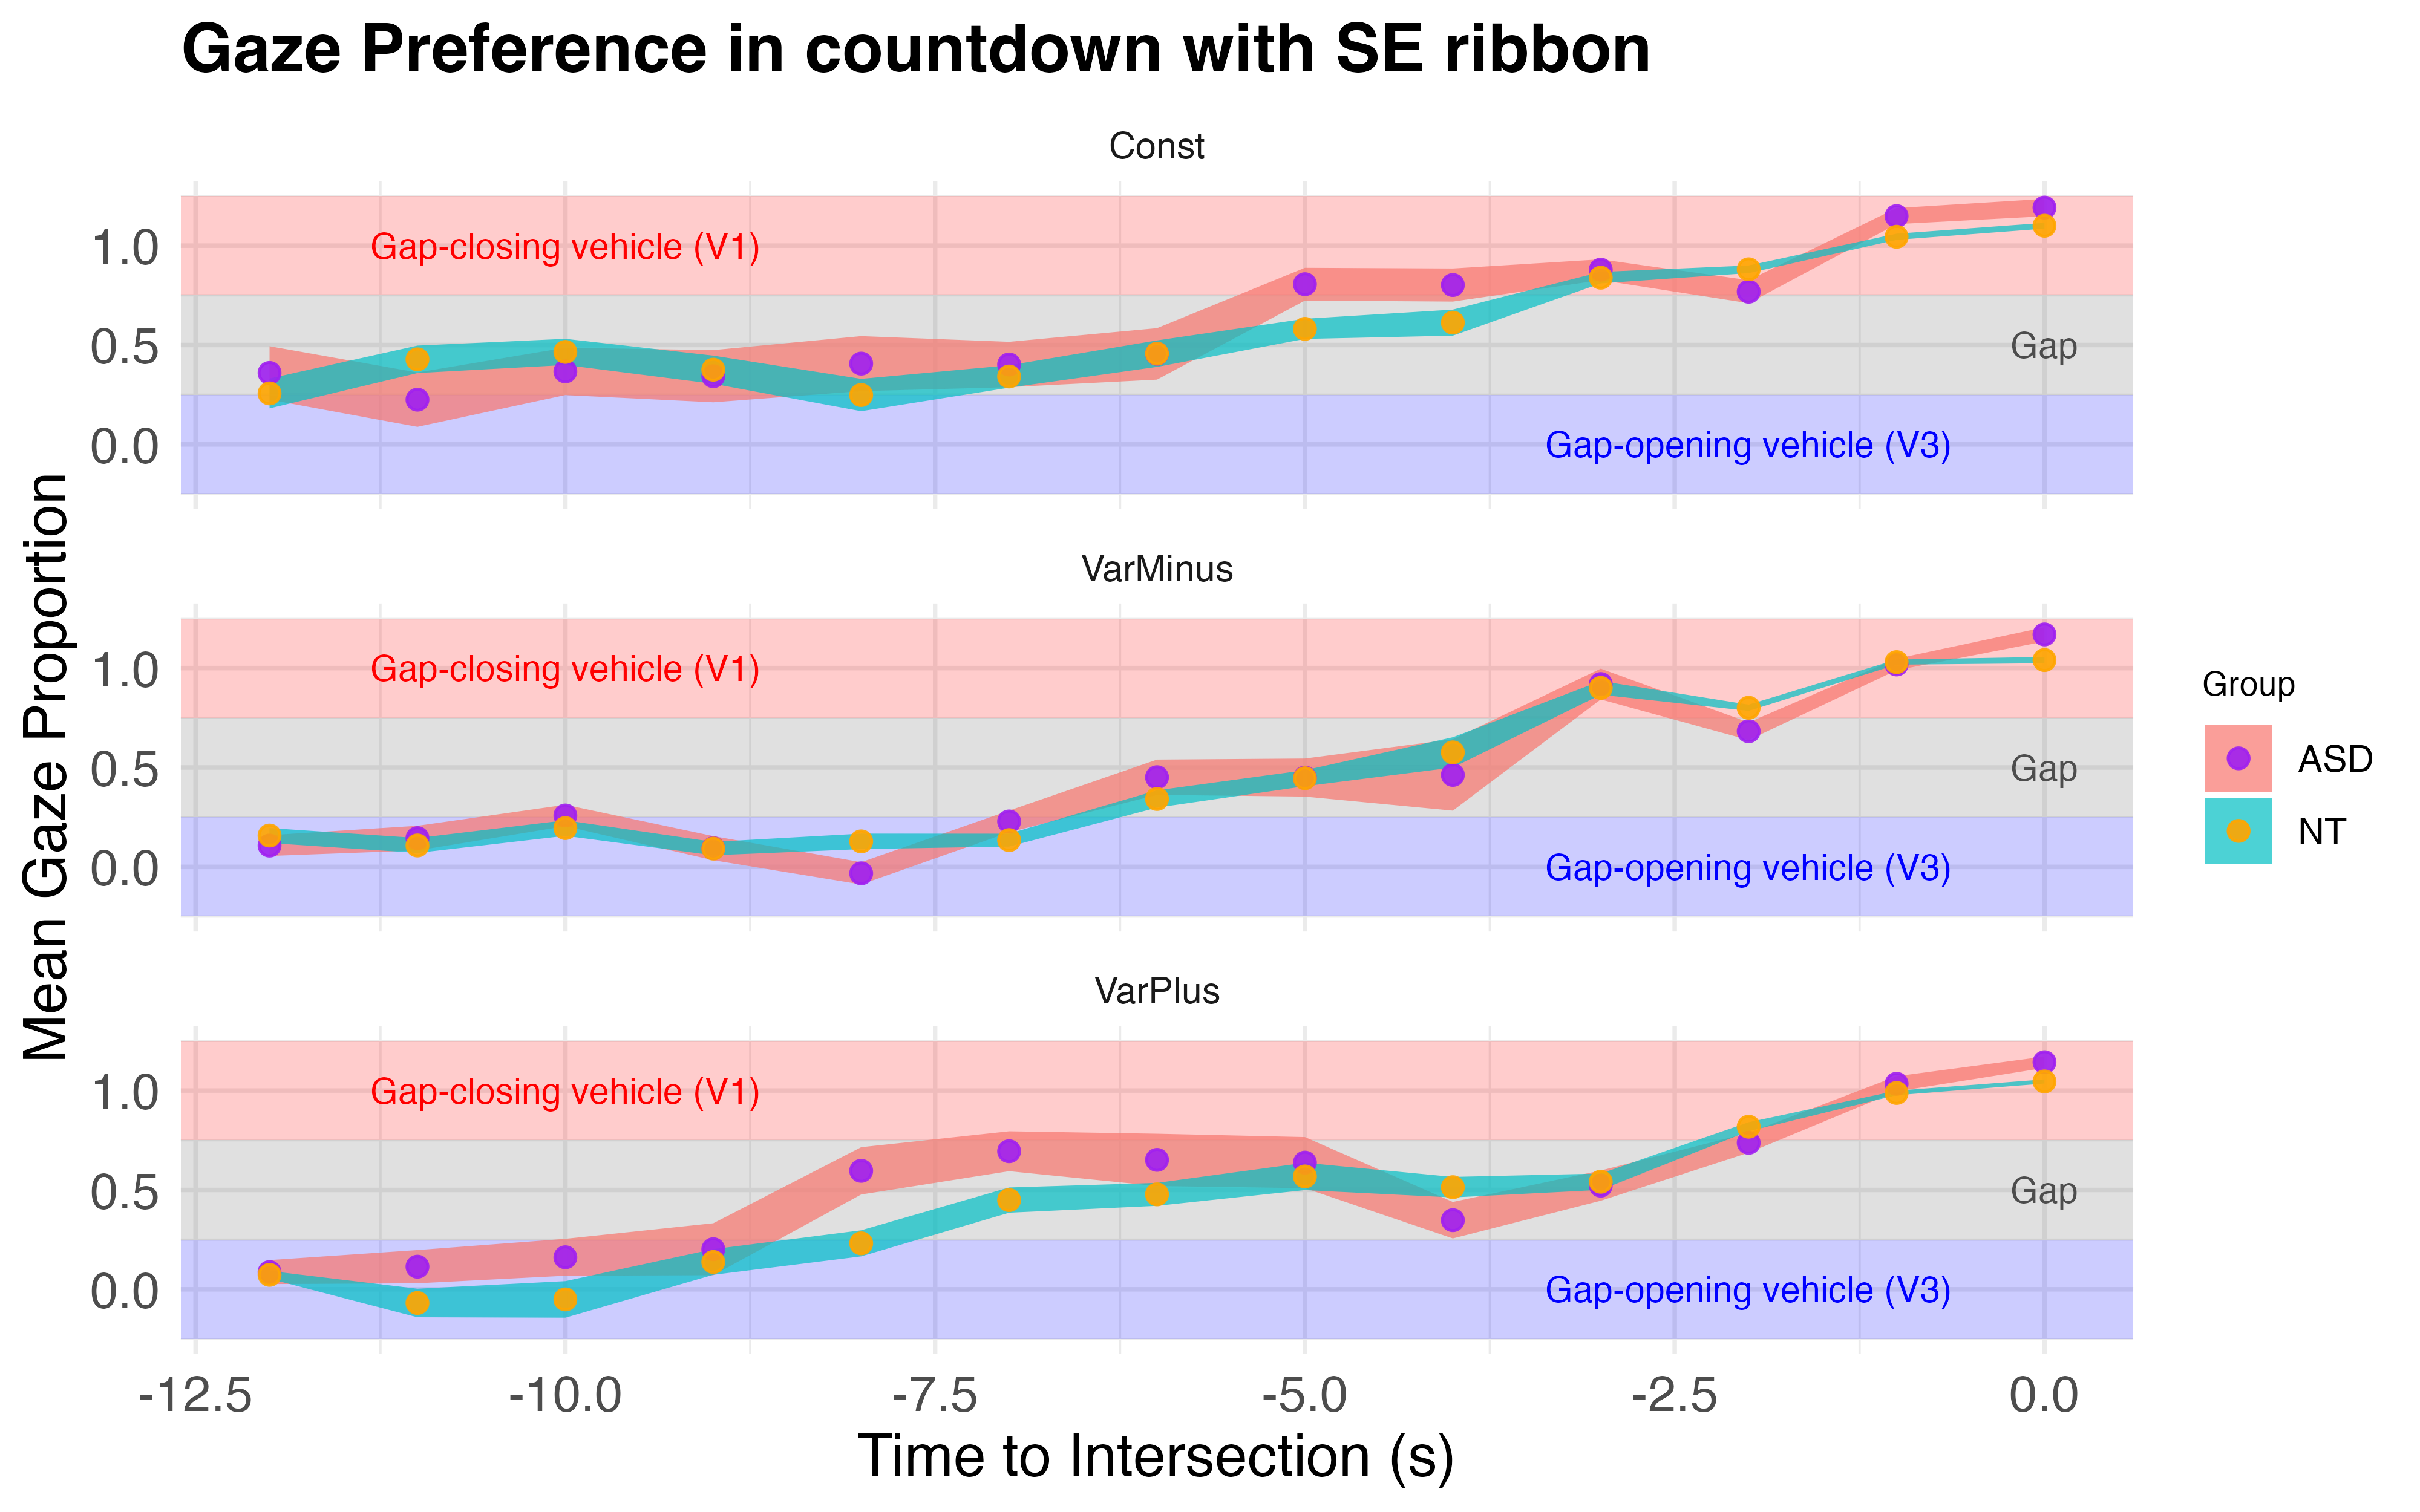 Gaze Preference in countdown with SE ribbon
Const
1.0
0.5
0.0
Gap-closing vehicle (V1)
Gap
Gap-opening vehicle (V3)
VarMinus
1.0
0.5
0.0
Gap-closing vehicle (V1)
Gap
Gap-opening vehicle (V3)
VarPlus
1.0
0.5
0.0
Gap-closing vehicle (V1)
Gap
Gap-opening vehicle (V3)
-12.5 -10.0 -7.5 -5.0 -2.5 0.0
Time to Intersection (s)
Mean Gaze Proportion
Group
ASD
NT